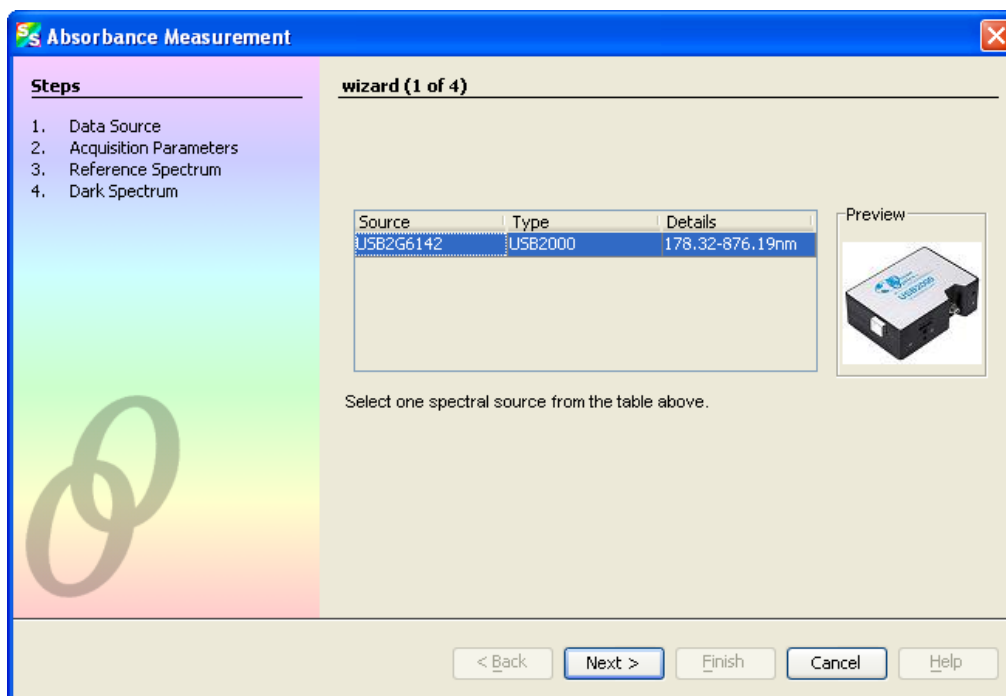 Absorbance Measurement
Steps
1. Data Source
2. Acquisition Parameters
3. Reference Spectrum
4. Dark Spectrum
wizard (1 of 4)
Source Type Details
USB2G6142 USB2000 178.32-876.19nm
Preview
USB2000
Select one spectral source from the table above.
< Back Next > Finish Cancel Help